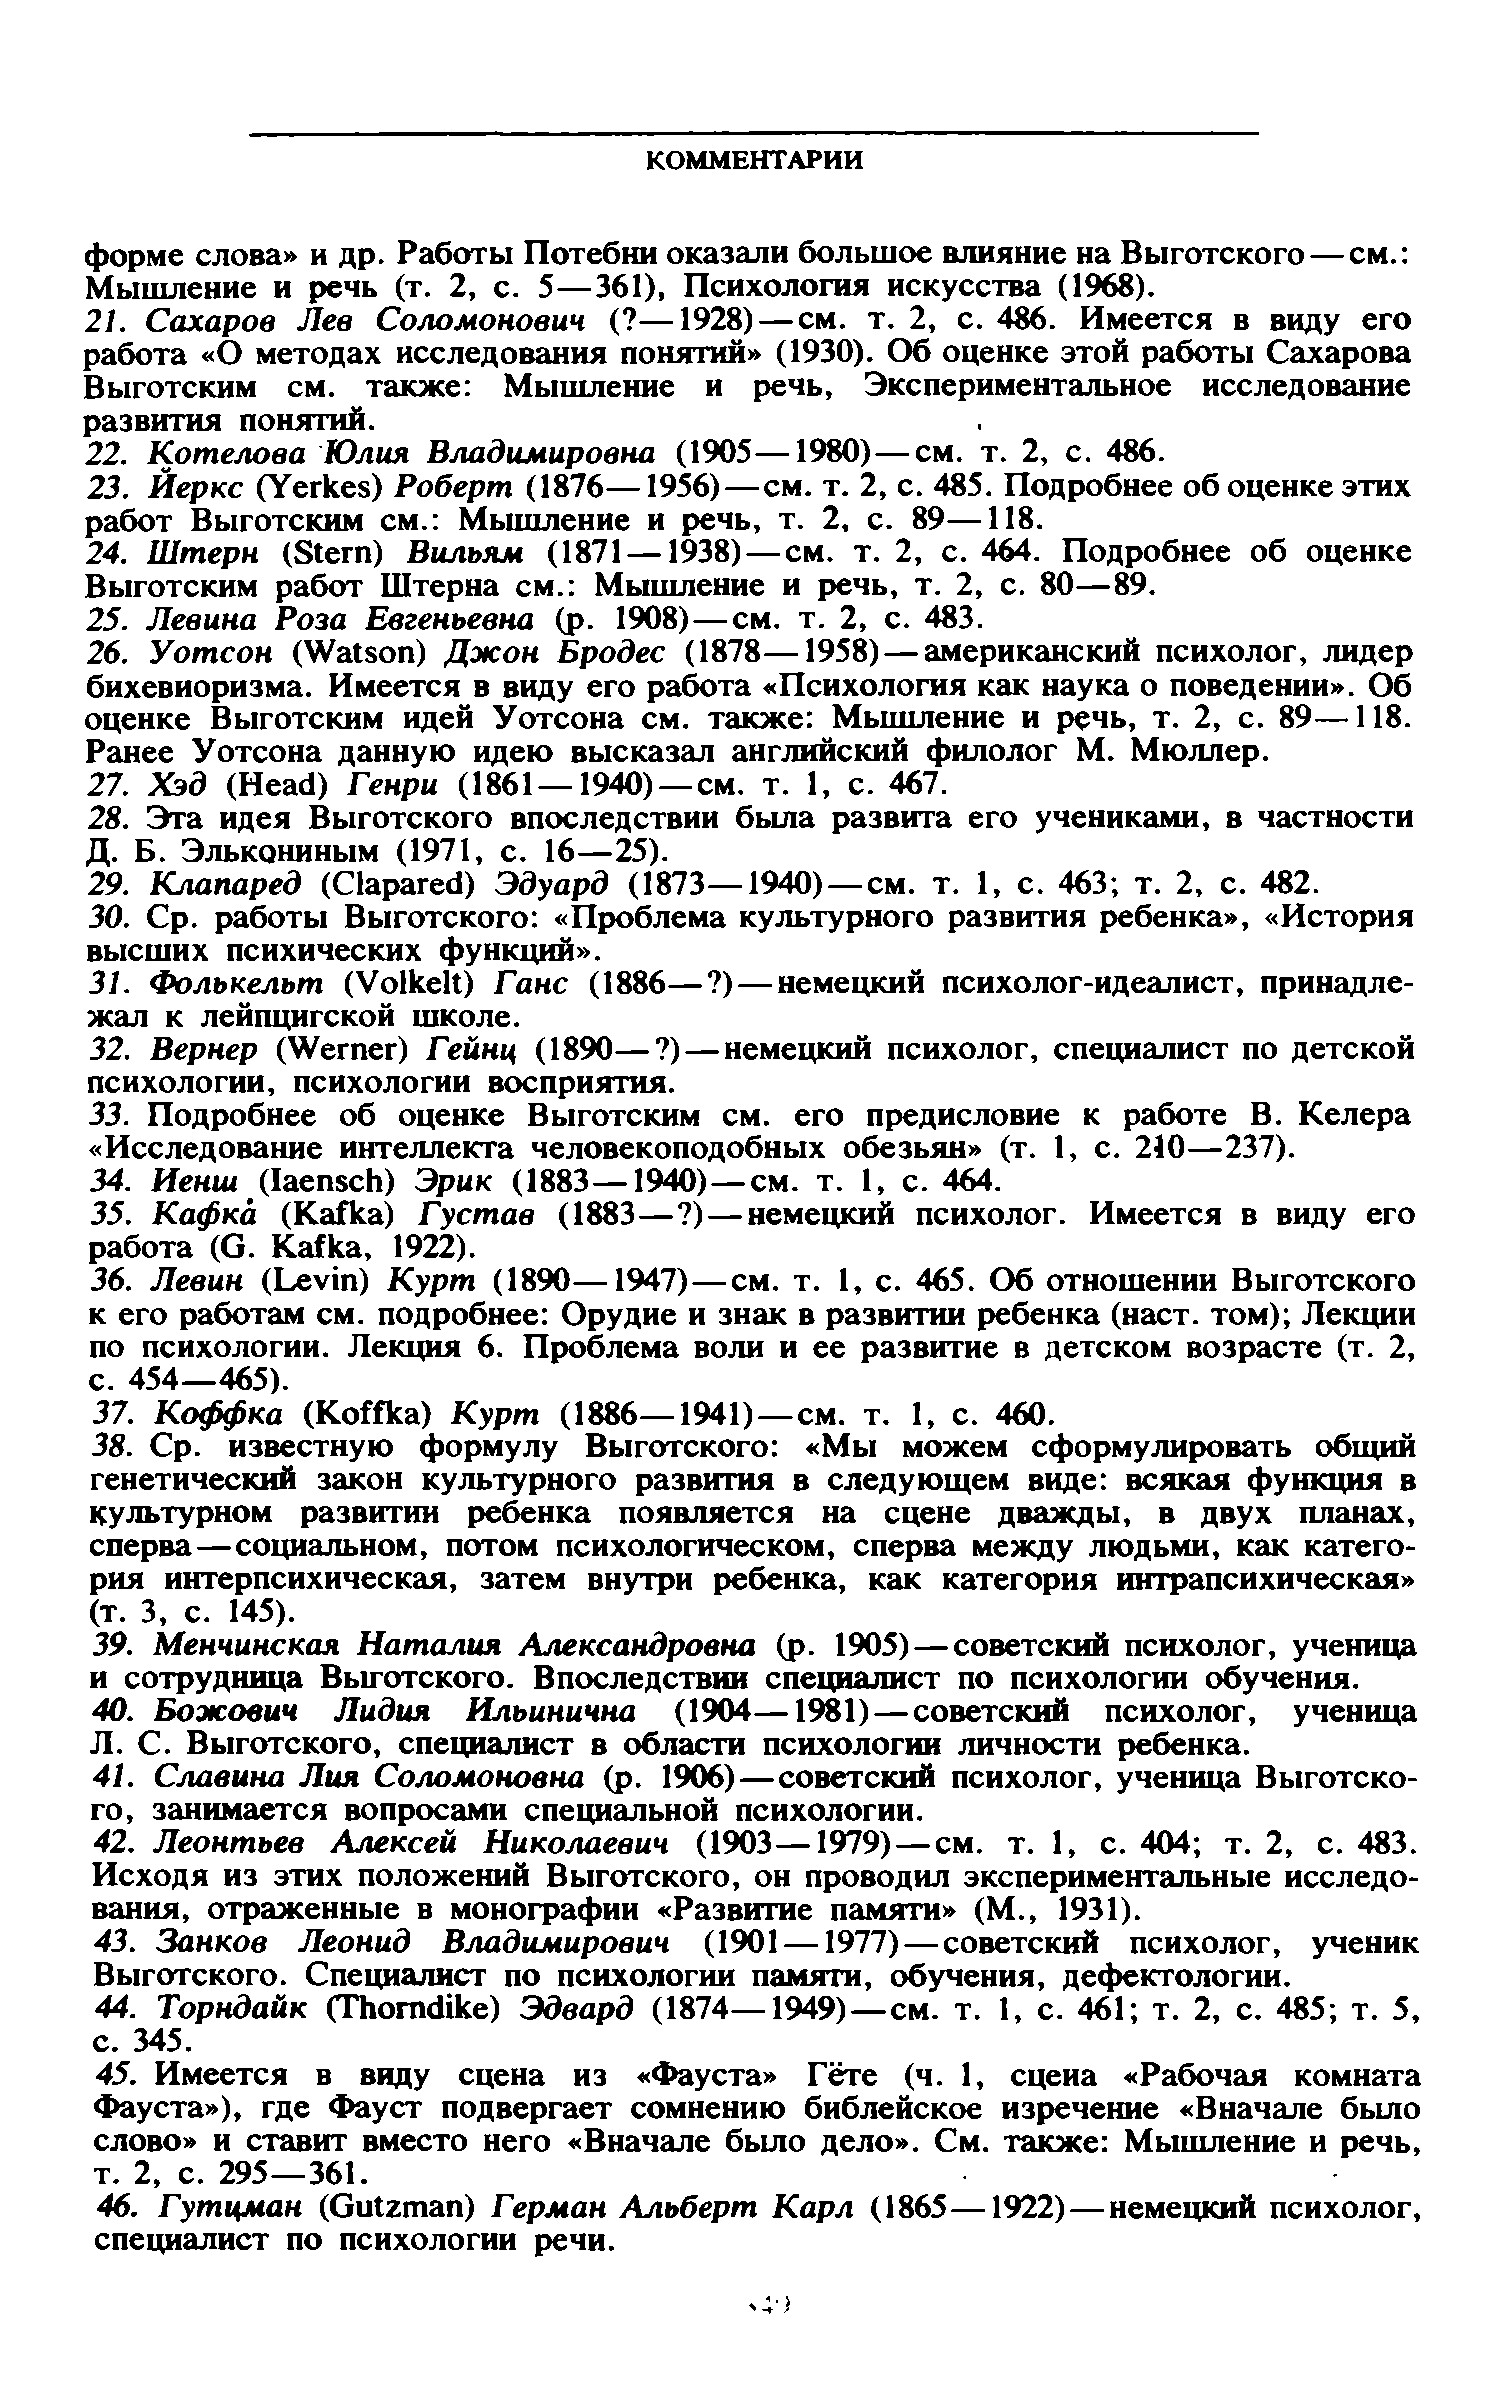 КОММЕНТАРИИ
форме слова» и др. Работы Потебни оказали большое влияние на Выготского — см.:
Мышление и речь (т. 2, с. 5—361), Психология искусства (1968).
21. Сахаров Лев Соломонович (?—1928) — см. т. 2, с. 486. Имеется в виду его
работа «О методах исследования понятий» (1930). Об оценке этой работы Сахарова
Выготским см. также: Мышление и речь, Экспериментальное исследование
развития понятий.
22. Котелова Юлия Владимировна (1905—1980) — см. т. 2, с. 486.
23. Йеркс (Yerkes) Роберт (1876—1956) — см. т. 2, с. 485. Подробнее об оценке этих
работ Выготским см.: Мышление и речь, т. 2, с. 89—118.
24. Штерн (Stern) Вильям (1871—1938) — см. т. 2, с. 464. Подробнее об оценке
Выготским работ Штерна см.: Мышление и речь, т. 2, с. 80—89.
25. Левина Роза Евгеньевна (р. 1908) — см. т. 2, с. 483.
26. Уотсон (Watson) Джон Бродес (1878—1958) — американский психолог, лидер
бихевиоризма. Имеется в виду его работа «Психология как наука о поведении». Об
оценке Выготским идей Уотсона см. также: Мышление и речь, т. 2, с. 89—118.
Ранее Уотсона данную идею высказал английский филолог М. Мюллер.
27. Хэд (Head) Генри (1861—1940) — см. т. 1, с. 467.
28. Эта идея Выготского впоследствии была развита его учениками, в частности
Д. Б. Элькониным (1971, с. 16—25).
29. Клапаред (Clapared) Эдуард (1873—1940) — см. т. 1, с. 463; т. 2, с. 482.
30. Ср. работы Выготского: «Проблема культурного развития ребенка», «История
высших психических функций».
31. Фолькельт (Volkelt) Ганс (1886—?) — немецкий психолог-идеалист, принадле-
жал к лейпцигской школе.
32. Вернер (Werner) Гейнц (1890—?) — немецкий психолог, специалист по детской
психологии, психологии восприятия.
33. Подробнее об оценке Выготским см. его предисловие к работе В. Келера
«Исследование интеллекта человекоподобных обезьян» (т. 1, с. 210—237).
34. Иенш (Iaensch) Эрик (1883—1940) — см. т. 1, с. 464.
35. Кафка (Kafka) Густав (1883—?) — немецкий психолог. Имеется в виду его
работа (G. Kafka, 1922).
36. Левин (Levin) Курт (1890—1947) — см. т. 1, с. 465. Об отношении Выготского
к его работам см. подробнее: Орудие и знак в развитии ребенка (наст. том); Лекции
по психологии. Лекция 6. Проблема воли и ее развитие в детском возрасте (т. 2,
с. 454—465).
37. Коффка (Koffka) Курт (1886—1941) — см. т. 1, с. 460.
38. Ср. известную формулу Выготского: «Мы можем сформулировать общий
генетический закон культурного развития в следующем виде: всякая функция в
культурном развитии ребенка появляется на сцене дважды, в двух планах,
сперва — социальном, потом психологическом, сперва между людьми, как катего-
рия интерпсихическая, затем внутри ребенка, как категория интрапсихическая»
(т. 3, с. 145).
39. Менчинская Наталия Александровна (р. 1905) — советский психолог, ученица
и сотрудница Выготского. Впоследствии специалист по психологии обучения.
40. Божович Лидия Ильинична (1904—1981) — советский психолог, ученица
Л. С. Выготского, специалист в области психологии личности ребенка.
41. Славина Лия Соломоновна (р. 1906) — советский психолог, ученица Выготско-
го, занимается вопросами специальной психологии.
42. Леонтьев Алексей Николаевич (1903—1979) — см. т. 1, с. 404; т. 2, с. 483.
Исходя из этих положений Выготского, он проводил экспериментальные исследо-
вания, отраженные в монографии «Развитие памяти» (М., 1931).
43. Занков Леонид Владимирович (1901—1977) — советский психолог, ученик
Выготского. Специалист по психологии памяти, обучения, дефектологии.
44. Торндайк (Thorndike) Эдвард (1874—1949) — см. т. 1, с. 461; т. 2, с. 485; т. 5,
с. 345.
45. Имеется в виду сцена из «Фауста» Гёте (ч. 1, сцена «Рабочая комната
Фауста»), где Фауст подвергает сомнению библейское изречение «Вначале было
слово» и ставит вместо него «Вначале было дело». См. также: Мышление и речь,
т. 2, с. 295—361.
46. Гутцман (Gutzman) Герман Альберт Карл (1865—1922) — немецкий психолог,
специалист по психологии речи.